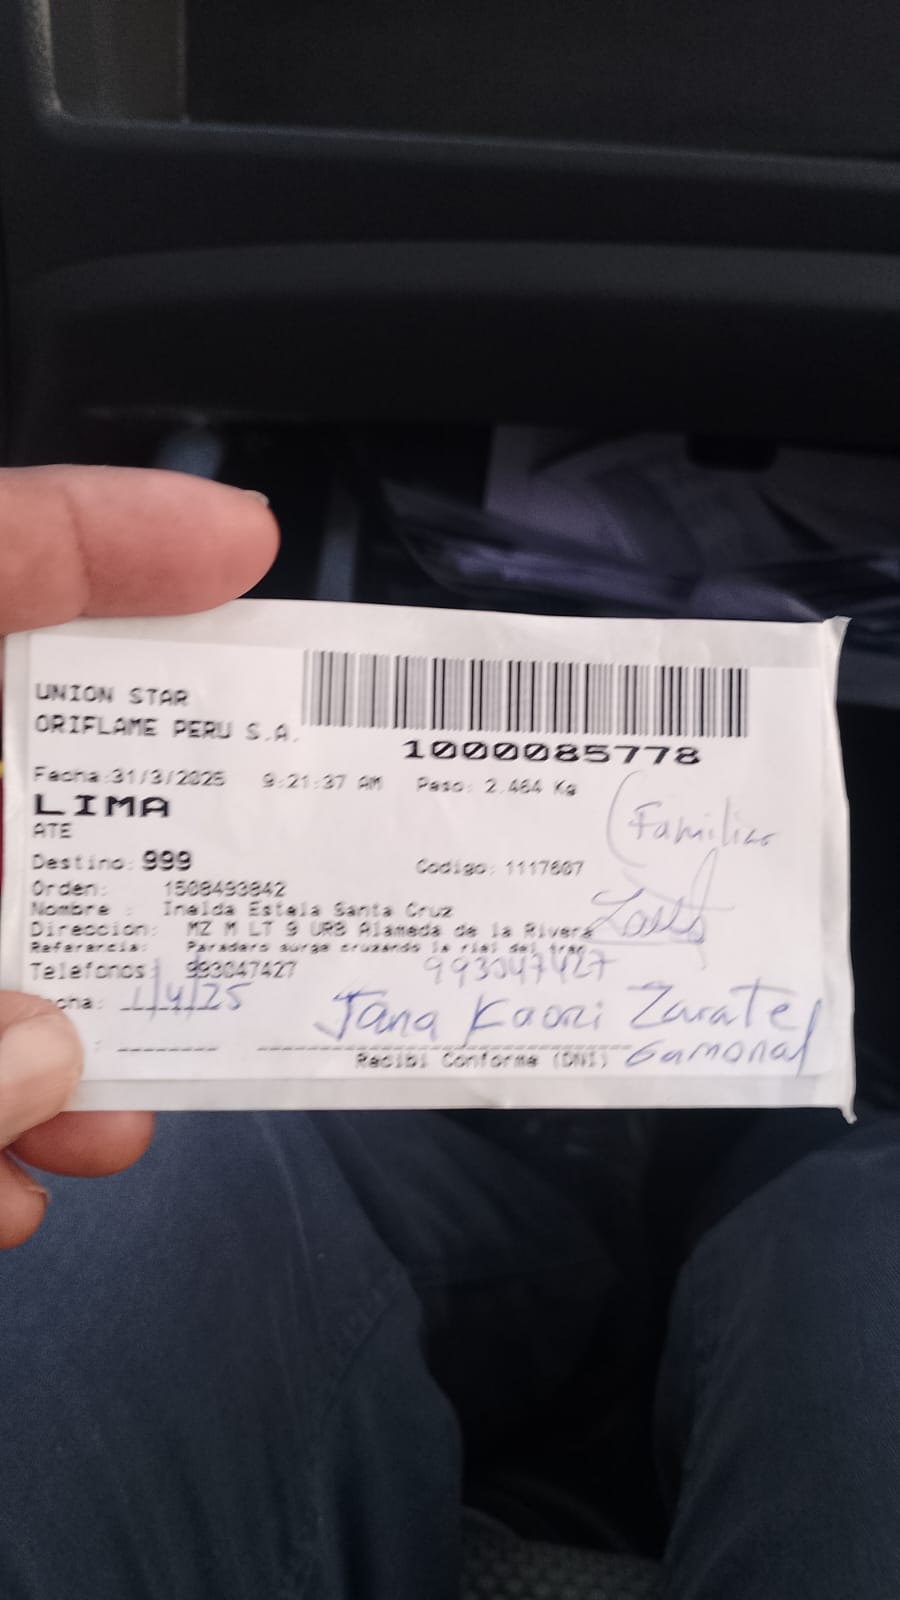 UNION STAR
ORIFLAME PERU S.A.
1000085778
Fecha:31/3/2025 9:21:37 AM Peso: 2.464 Kg
LIMA
ATE
(Familiar
Destino: 999 Codigo: 1117607
Orden: 1508493842
Nombre : Inelda Estela Santa Cruz
Direccion: MZ M LT 9 URB Alameda de la Rivera
Referencia: Paradero surge cruzando la riel del tren
Telefonos: 993047427 993047427
cha: 1/4/25 Jana Kaori Zarate
Gamonal
: Recibi Conforme (DNI)